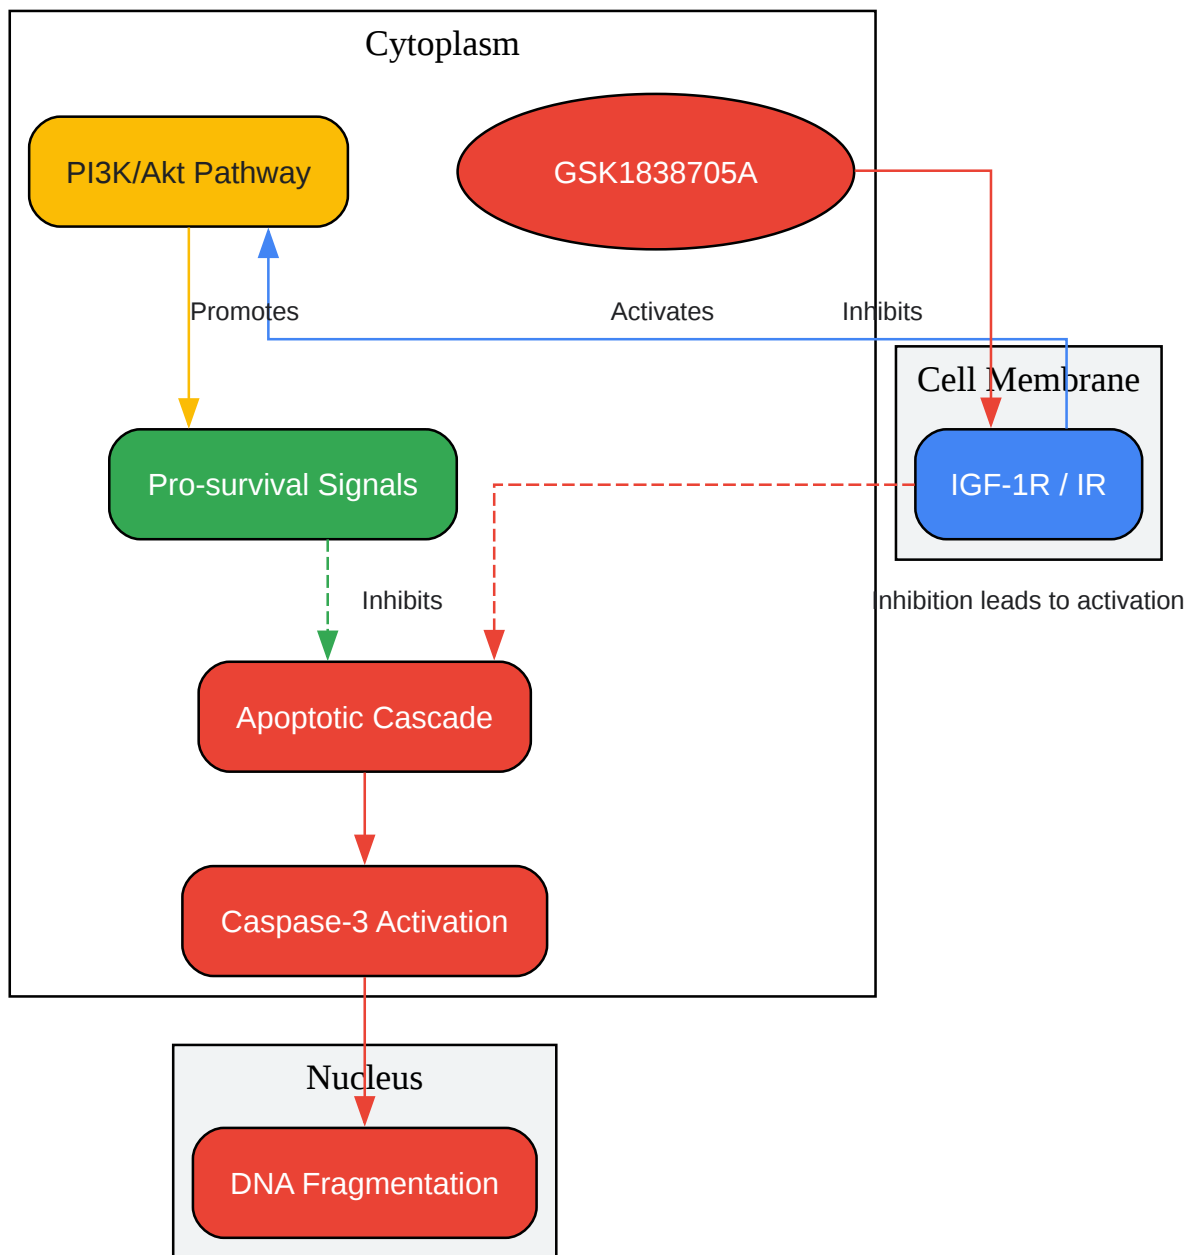 Cytoplasm
PI3K/Akt Pathway
GSK1838705A
Promotes
Activates
Inhibits
Cell Membrane
Pro-survival Signals
IGF-1R / IR
Inhibits
Inhibition leads to activation
Apoptotic Cascade
Caspase-3 Activation
Nucleus
DNA Fragmentation